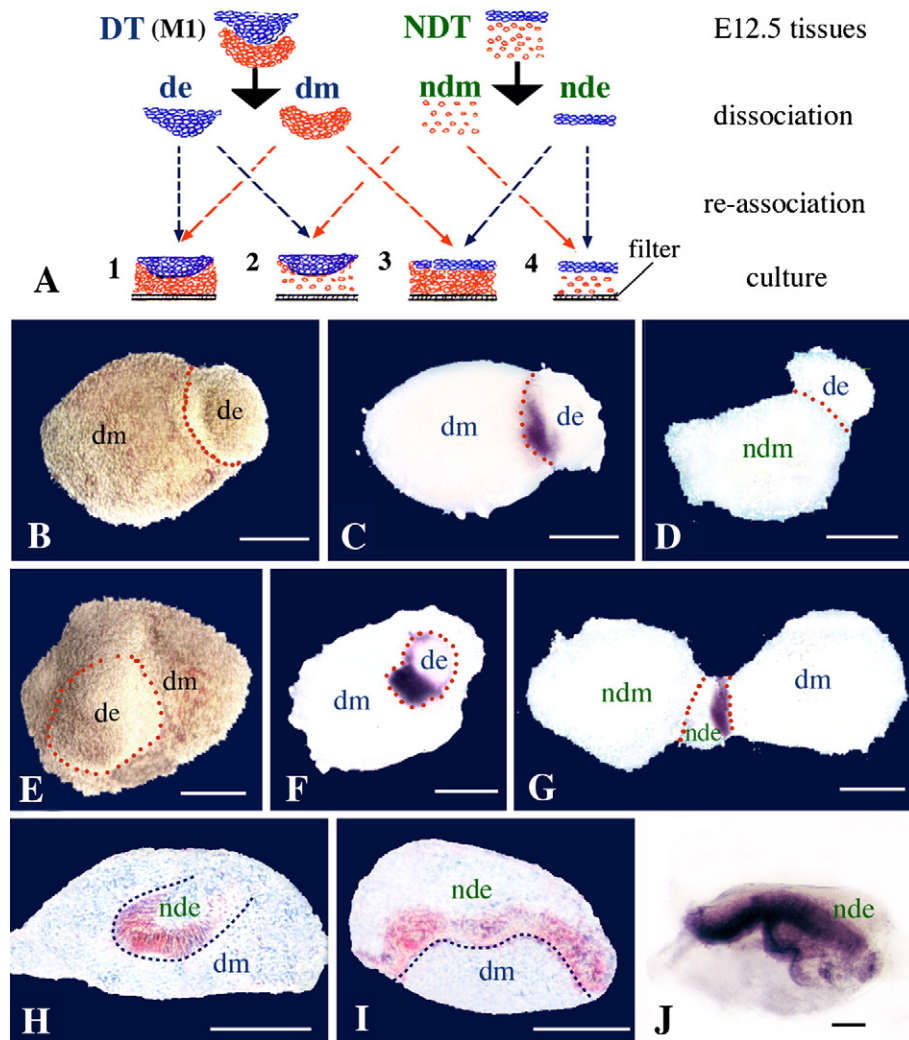 DT (M1) NDT E12.5 tissues
de dm ndm nde dissociation
re-association
1 2 3 4 filter
A culture
dm de
B
dm de
C
de
ndm
D
de dm
E
dm de
F
ndm nde dm
G
nde
dm
H
nde
dm
I
nde
J